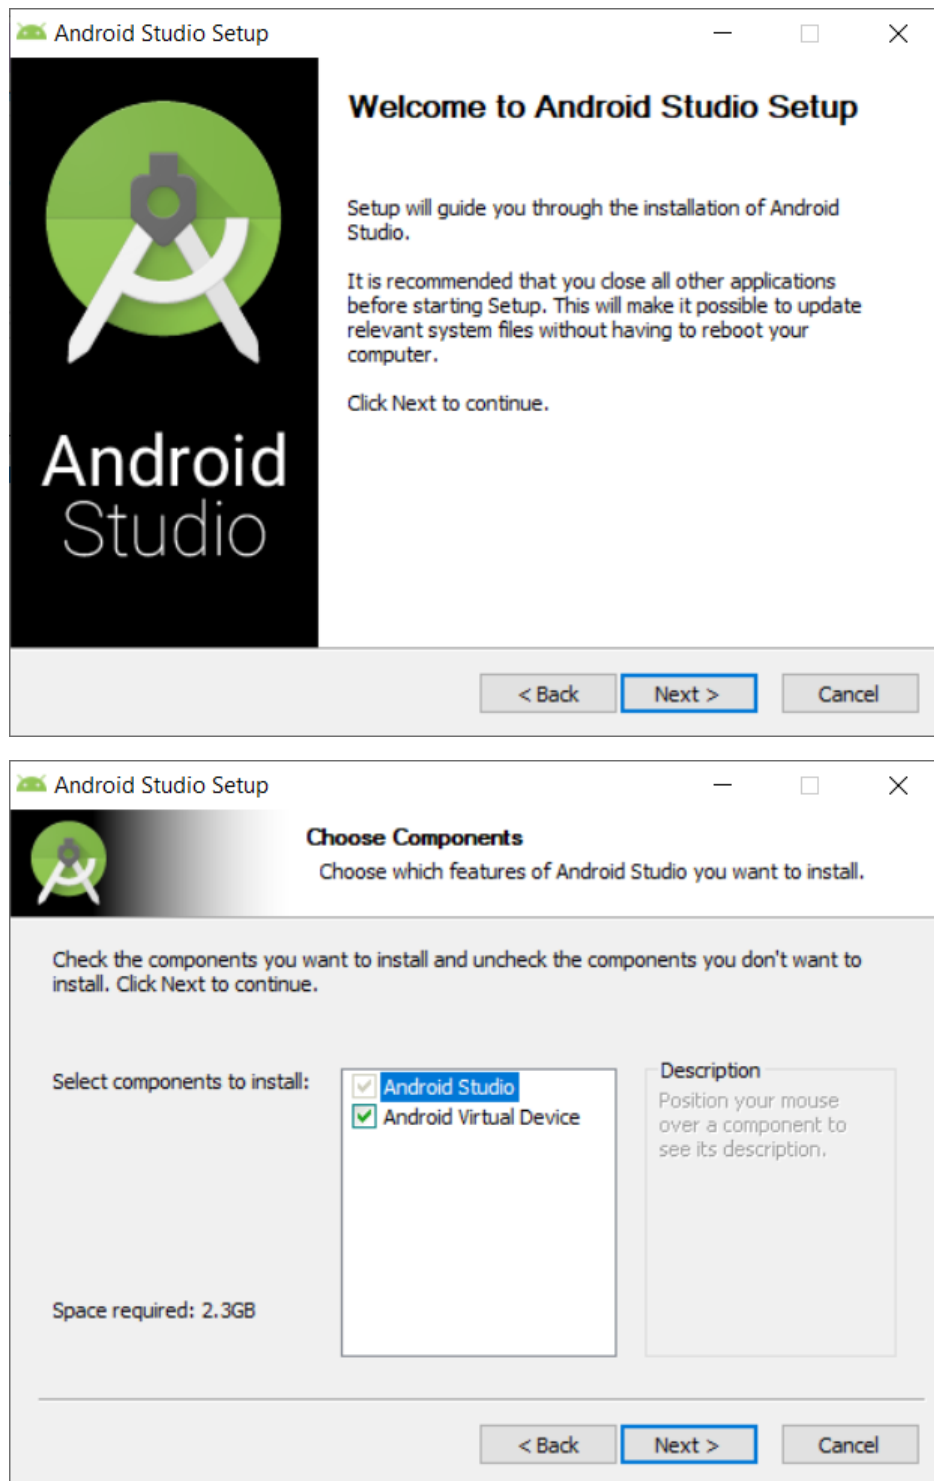 Android Studio Setup
Welcome to Android Studio Setup
Setup will guide you through the installation of Android
Studio.
It is recommended that you close all other applications
before starting Setup. This will make it possible to update
relevant system files without having to reboot your
computer.
Click Next to continue.
Android
Studio
< Back
Next >
Cancel
Android Studio Setup
Choose Components
Choose which features of Android Studio you want to install.
Check the components you want to install and uncheck the components you don't want to
install. Click Next to continue.
Select components to install:
Android Studio
Android Virtual Device
Description
Position your mouse
over a component to
see its description.
Space required: 2.3GB
< Back
Next >
Cancel